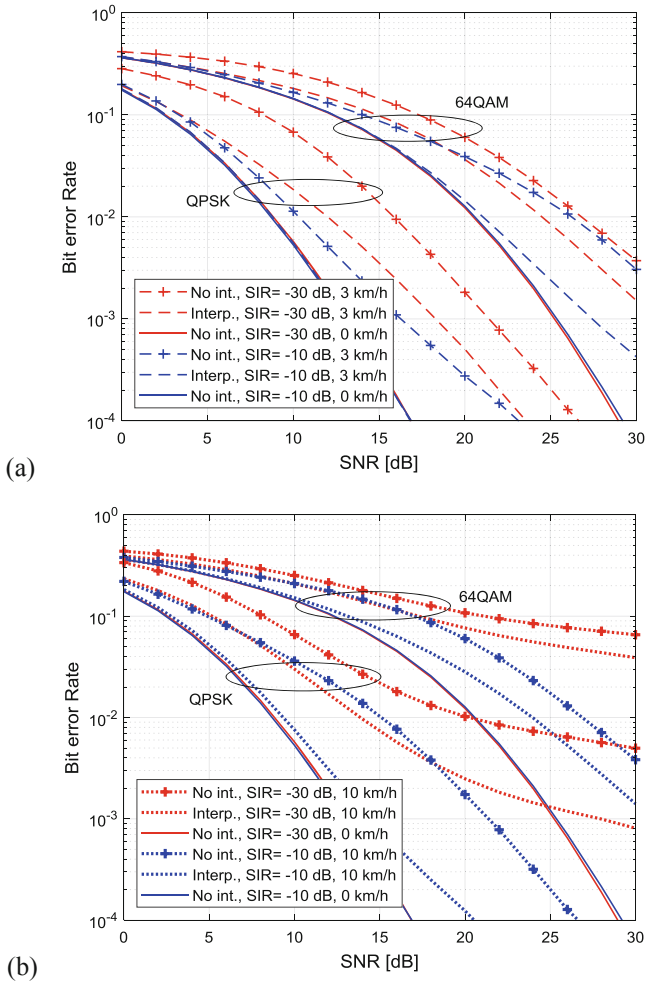 10^0
10^-1
10^-2
10^-3
10^-4
Bit error Rate
64QAM
QPSK
No int., SIR= -30 dB, 3 km/h
Interp., SIR= -30 dB, 3 km/h
No int., SIR= -30 dB, 0 km/h
No int., SIR= -10 dB, 3 km/h
Interp., SIR= -10 dB, 3 km/h
No int., SIR= -10 dB, 0 km/h
0 5 10 15 20 25 30
SNR [dB]
(a)
10^0
10^-1
10^-2
10^-3
10^-4
Bit error Rate
64QAM
QPSK
No int., SIR= -30 dB, 10 km/h
Interp., SIR= -30 dB, 10 km/h
No int., SIR= -30 dB, 0 km/h
No int., SIR= -10 dB, 10 km/h
Interp., SIR= -10 dB, 10 km/h
No int., SIR= -10 dB, 0 km/h
0 5 10 15 20 25 30
SNR [dB]
(b)